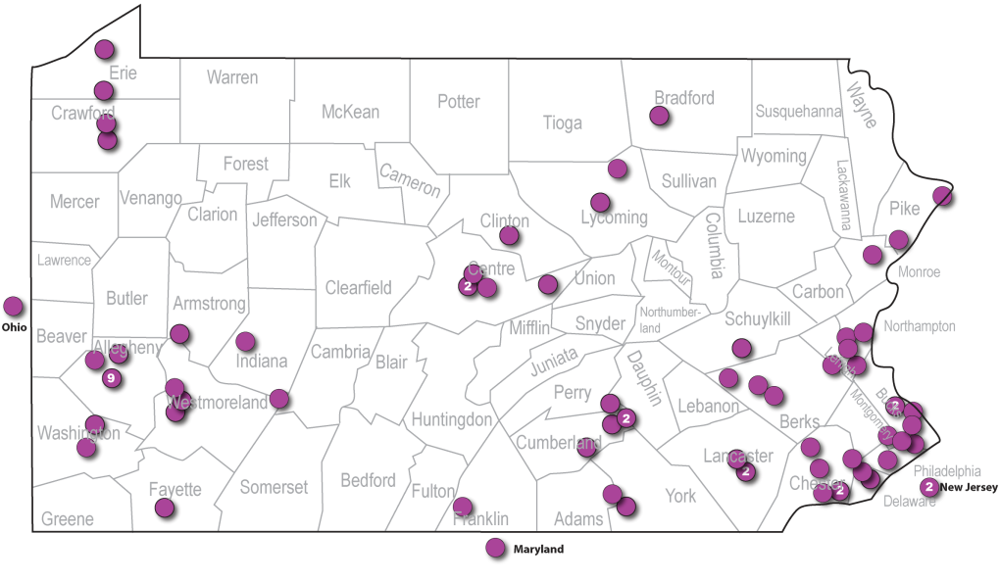 Erie
Warren
McKean
Potter
Tioga
Bradford
Susquehanna
Wayne
Crawford
Forest
Elk
Cameron
Sullivan
Wyoming
Lackawanna
Mercer
Venango
Clarion
Jefferson
Clinton
Lycoming
Columbia
Luzerne
Pike
Lawrence
Butler
Armstrong
Clearfield
Centre
2
Union
Montour
Carbon
Monroe
Ohio
Beaver
Allegheny
9
Indiana
Cambria
Blair
Mifflin
Snyder
Northumber-
land
Schuylkill
Northampton
Lehigh
Juniata
Dauphin
Perry
2
Lebanon
Berks
Montgomery
Bucks
2
Westmoreland
Washington
Huntingdon
Cumberland
Lancaster
2
Chester
2
Philadelphia
Delaware
2
New Jersey
Greene
Fayette
Somerset
Bedford
Fulton
Franklin
Adams
York
Maryland